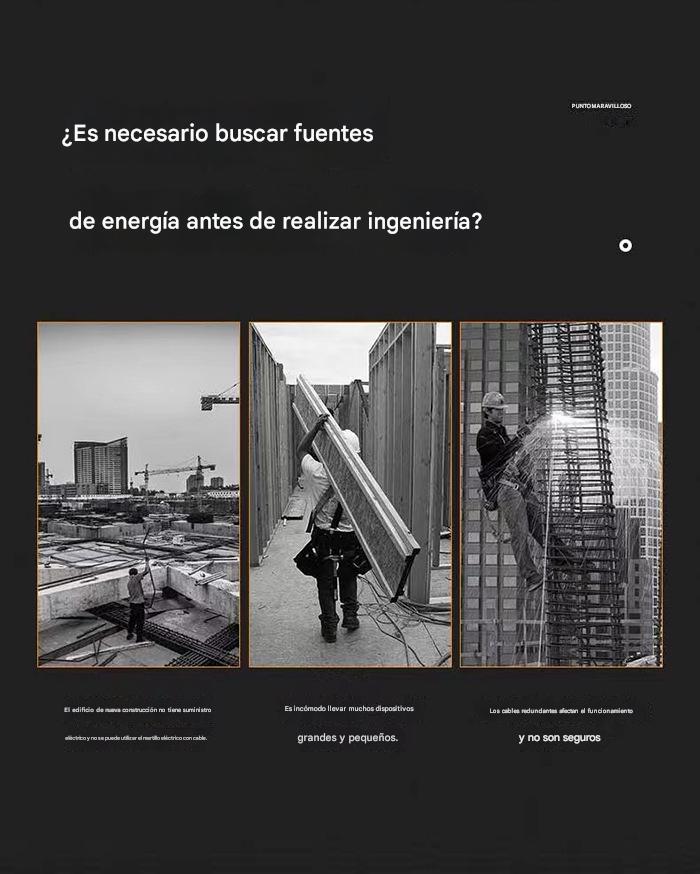 PUNTO MARAVILLOSO
¿Es necesario buscar fuentes
de energía antes de realizar ingeniería?
El edificio de nueva construcción no tiene suministro
eléctrico y no se puede utilizar el martillo eléctrico con cable.
Es incómodo llevar muchos dispositivos
grandes y pequeños.
Los cables redundantes afectan el funcionamiento
y no son seguros